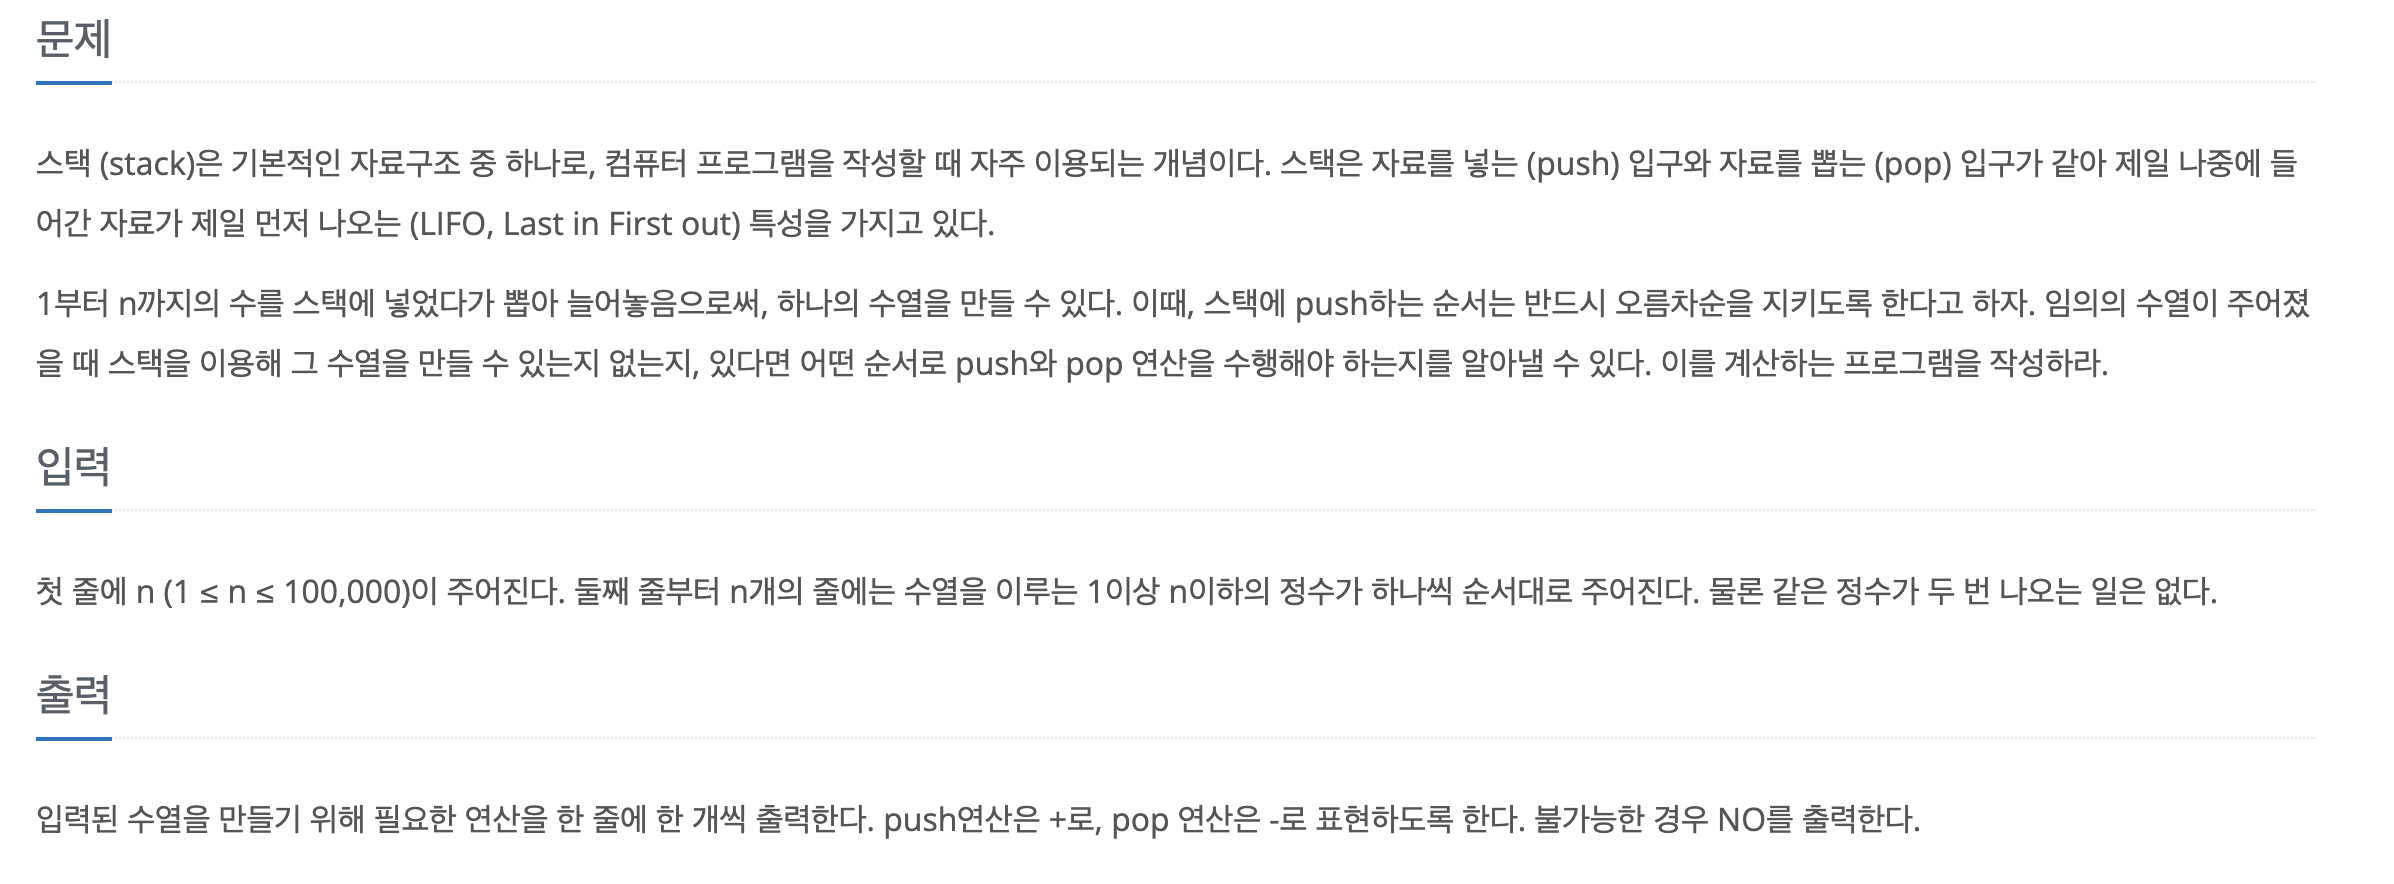 문제
스택 (stack)은 기본적인 자료구조 중 하나로, 컴퓨터 프로그램을 작성할 때 자주 이용되는 개념이다. 스택은 자료를 넣는 (push) 입구와 자료를 뽑는 (pop) 입구가 같아 제일 나중에 들
어간 자료가 제일 먼저 나오는 (LIFO, Last in First out) 특성을 가지고 있다.
1부터 n까지의 수를 스택에 넣었다가 뽑아 늘어놓음으로써, 하나의 수열을 만들 수 있다. 이때, 스택에 push하는 순서는 반드시 오름차순을 지키도록 한다고 하자. 임의의 수열이 주어졌
을 때 스택을 이용해 그 수열을 만들 수 있는지 없는지, 있다면 어떤 순서로 push와 pop 연산을 수행해야 하는지를 알아낼 수 있다. 이를 계산하는 프로그램을 작성하라.
입력
첫 줄에 n (1 ≤ n ≤ 100,000)이 주어진다. 둘째 줄부터 n개의 줄에는 수열을 이루는 1이상 n이하의 정수가 하나씩 순서대로 주어진다. 물론 같은 정수가 두 번 나오는 일은 없다.
출력
입력된 수열을 만들기 위해 필요한 연산을 한 줄에 한 개씩 출력한다. push연산은 +로, pop 연산은 -로 표현하도록 한다. 불가능한 경우 NO를 출력한다.